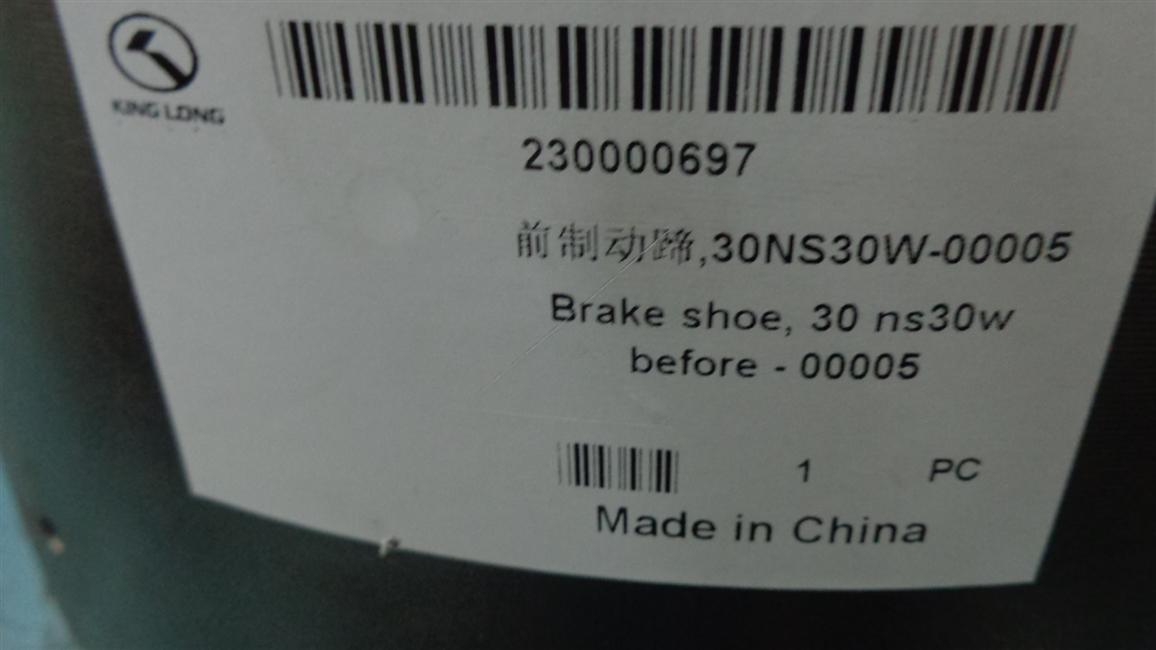 KING LONG
230000697
前制动蹄,30NS30W-00005
Brake shoe, 30 ns30w
before - 00005
1 PC
Made in China